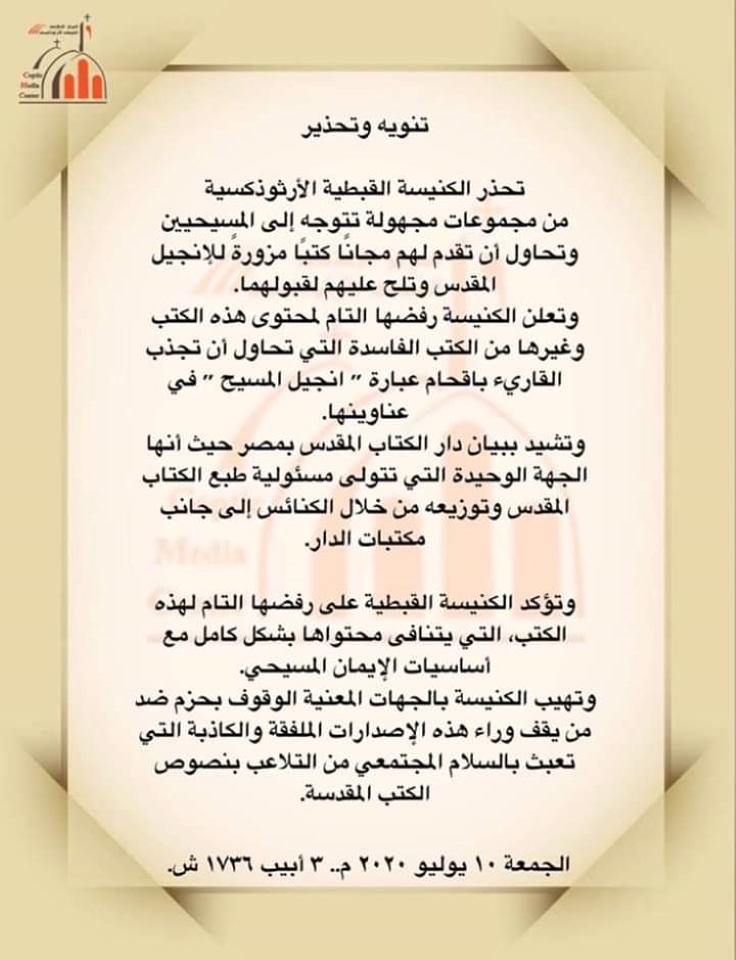 Coptic
Media
Center
تنويه وتحذير
تحذر الكنيسة القبطية الأرثوذكسية
من مجموعات مجهولة تتوجه إلى المسيحيين
وتحاول أن تقدم لهم مجانًا كتبًا مزورةً للإنجيل
المقدس وتلح عليهم لقبولهما.
وتعلن الكنيسة رفضها التام لمحتوى هذه الكتب
وغيرها من الكتب الفاسدة التي تحاول أن تجذب
القاريء باقحام عبارة " انجيل المسيح " في
عناوينها.
وتشيد ببيان دار الكتاب المقدس بمصر حيث أنها
الجهة الوحيدة التي تتولى مسئولية طبع الكتاب
المقدس وتوزيعه من خلال الكنائس إلى جانب
مكتبات الدار.
وتؤكد الكنيسة القبطية على رفضها التام لهذه
الكتب، التي يتنافى محتواها بشكل كامل مع
أساسيات الإيمان المسيحي.
وتهيب الكنيسة بالجهات المعنية الوقوف بحزم ضد
من يقف وراء هذه الإصدارات الملفقة والكاذبة التي
تعبث بالسلام المجتمعي من التلاعب بنصوص
الكتب المقدسة.
الجمعة ١٠ يوليو ٢٠٢٠ م.. ٣ أبيب ١٧٣٦ ش.